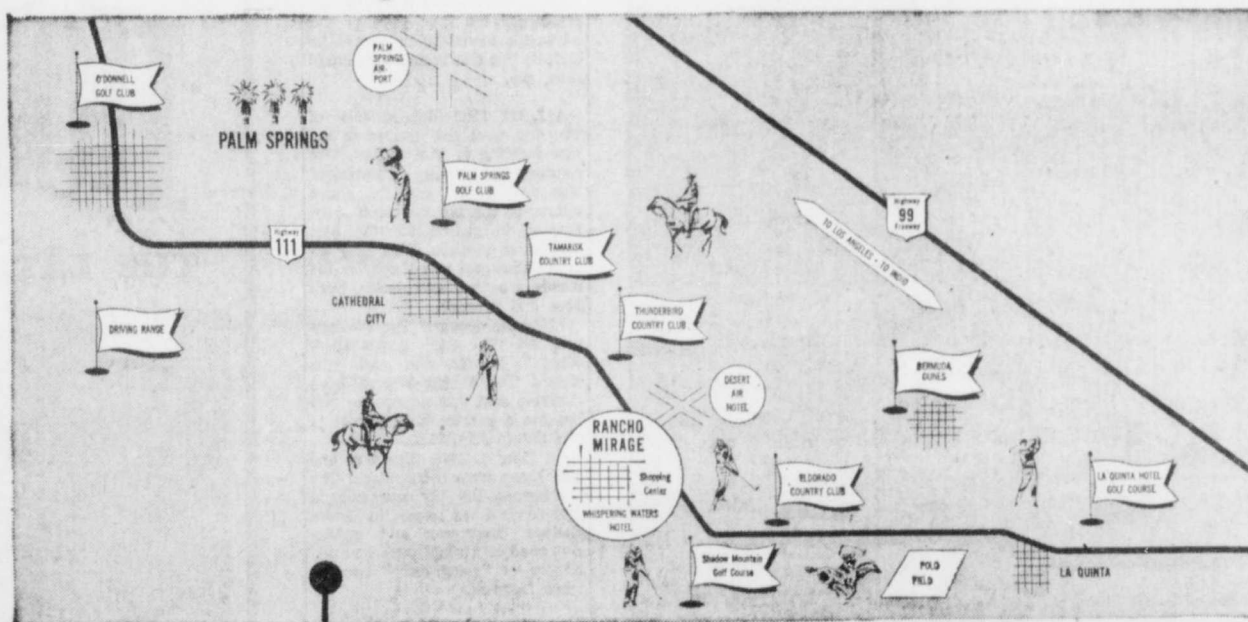 O'DONNELL
GOLF CLUB
PALM SPRINGS
PALM
SPRINGS
AIR
PORT
PALM SPRINGS
GOLF CLUB
Highway
111
TAMARISK
COUNTRY CLUB
Highway
99
Freeway
TO LOS ANGELES - TO INDIO
CATHEDRAL
CITY
DRIVING RANGE
THUNDERBIRD
COUNTRY CLUB
BERMUDA
DUNES
DESERT
AIR
HOTEL
RANCHO
MIRAGE
Shopping
Center
WHISPERING WATERS
HOTEL
ELDORADO
COUNTRY CLUB
LA QUINTA HOTEL
GOLF COURSE
Shadow Mountain
Golf Course
POLO
FIELD
LA QUINTA